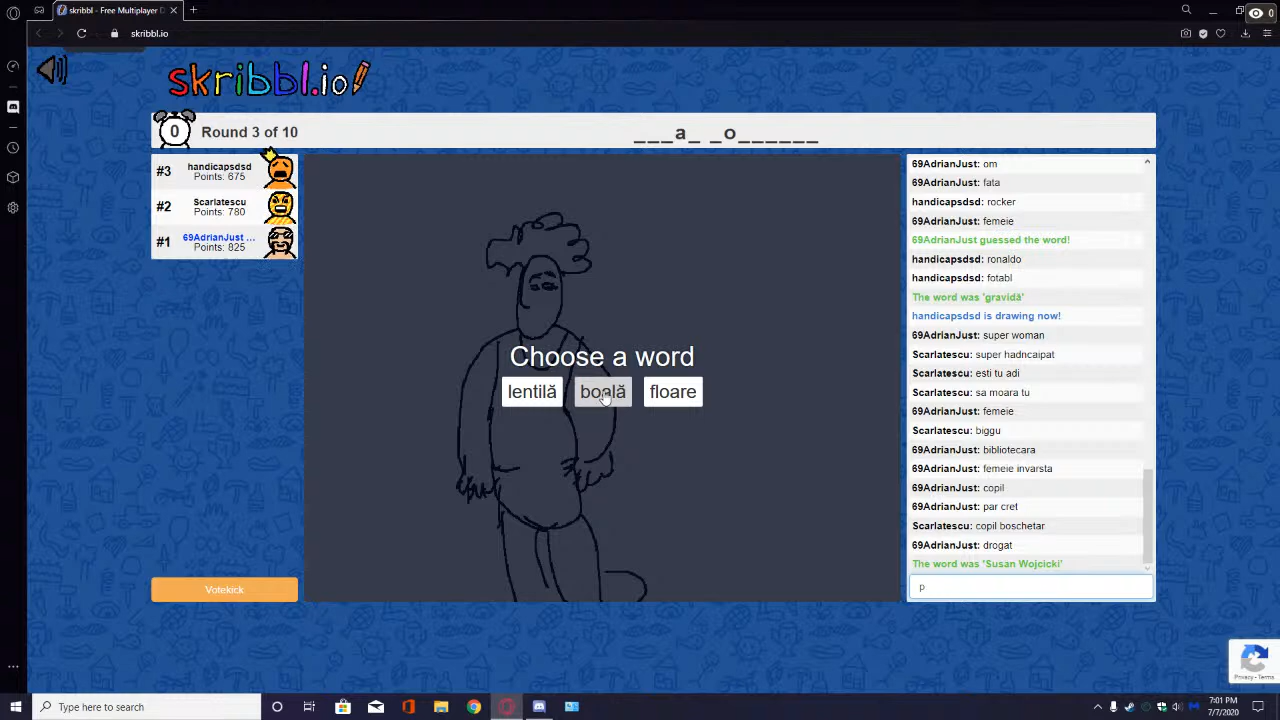 skribbl - Free Multiplayer D
0
skribbl.io
skribbl.io
0
Round 3 of 10
___a_ _o______
#3
handicapsdsd
Points: 675
#2
Scarlatescu
Points: 780
#1
69AdrianJust ...
Points: 825
Votekick
Choose a word
lentilă
boală
floare
69AdrianJust: om
69AdrianJust: fata
handicapsdsd: rocker
69AdrianJust: femeie
69AdrianJust guessed the word!
handicapsdsd: ronaldo
handicapsdsd: fotabl
The word was 'gravidă'
handicapsdsd is drawing now!
69AdrianJust: super woman
Scarlatescu: super hadncaipat
Scarlatescu: esti tu adi
Scarlatescu: sa moara tu
69AdrianJust: femeie
Scarlatescu: biggu
69AdrianJust: bibliotecara
69AdrianJust: femeie invarsta
69AdrianJust: copil
69AdrianJust: par cret
Scarlatescu: copil boschetar
69AdrianJust: drogat
The word was 'Susan Wojcicki'
p
Privacy - Terms
Type here to search
7:01 PM
7/7/2020